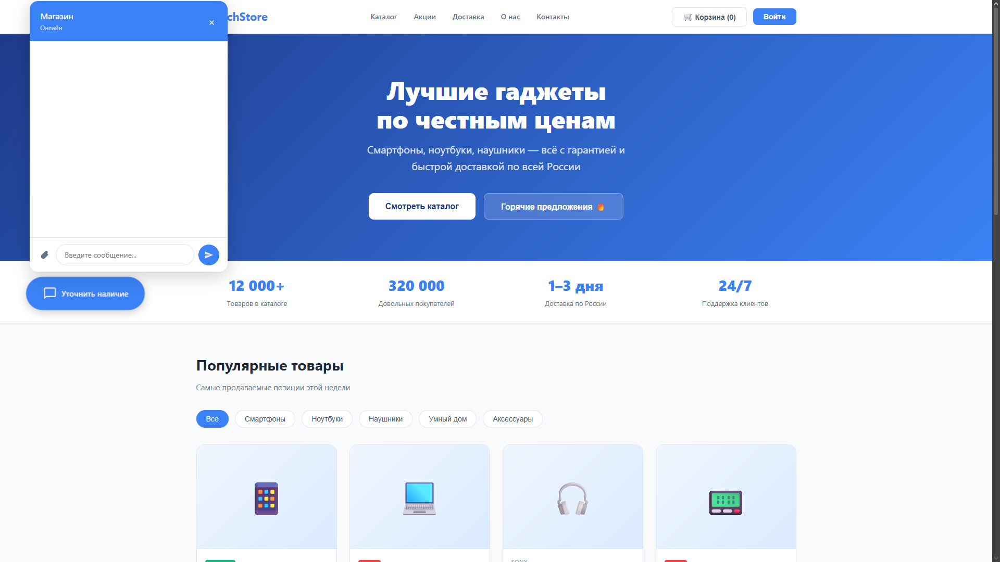 Магазин
Онлайн
chStore
Каталог
Акции
Доставка
О нас
Контакты
Корзина (0)
Войти
Лучшие гаджеты
по честным ценам
Смартфоны, ноутбуки, наушники — всё с гарантией и
быстрой доставкой по всей России
Смотреть каталог
Горячие предложения 🔥
Введите сообщение...
Уточнить наличие
12 000+
Товаров в каталоге
320 000
Довольных покупателей
1–3 дня
Доставка по России
24/7
Поддержка клиентов
Популярные товары
Самые продаваемые позиции этой недели
Все
Смартфоны
Ноутбуки
Наушники
Умный дом
Аксессуары
SONY